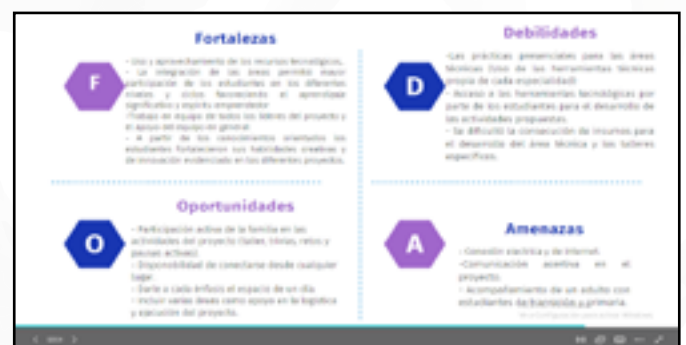 Fortalezas
F
- Uso y aprovechamiento de los recursos tecnológicos.
- La integración de las áreas permitió mayor
participación de los estudiantes en los diferentes
niveles y ciclos favoreciendo el aprendizaje
significativo y espíritu emprendedor
-Trabajo en equipo de todos los líderes del proyecto y
el apoyo del equipo en general
- A partir de los conocimientos orientados los
estudiantes fortalecieron sus habilidades creativas y
de innovación evidenciado en los diferentes proyectos.
Debilidades
D
-Las prácticas presenciales para las áreas
técnicas (uso de las herramientas técnicas
propia de cada especialidad)
- Acceso a las herramientas tecnológicas por
parte de los estudiantes para el desarrollo de
las actividades propuestas.
- Se dificultó la consecución de insumos para
el desarrollo del área técnica y los talleres
específicos.
Oportunidades
O
- Participación activa de la familia en las
actividades del proyecto (taller, trivias, retos y
pausas activas)
- Disponibilidad de conectarse desde cualquier
lugar.
- Darle a cada énfasis el espacio de un día.
- Incluir varias áreas como apoyo en la logística
y ejecución del proyecto.
Amenazas
A
- Conexión eléctrica y de Internet.
-Comunicación asertiva en el
proyecto.
- Acompañamiento de un adulto con
estudiantes de transición y primaria.